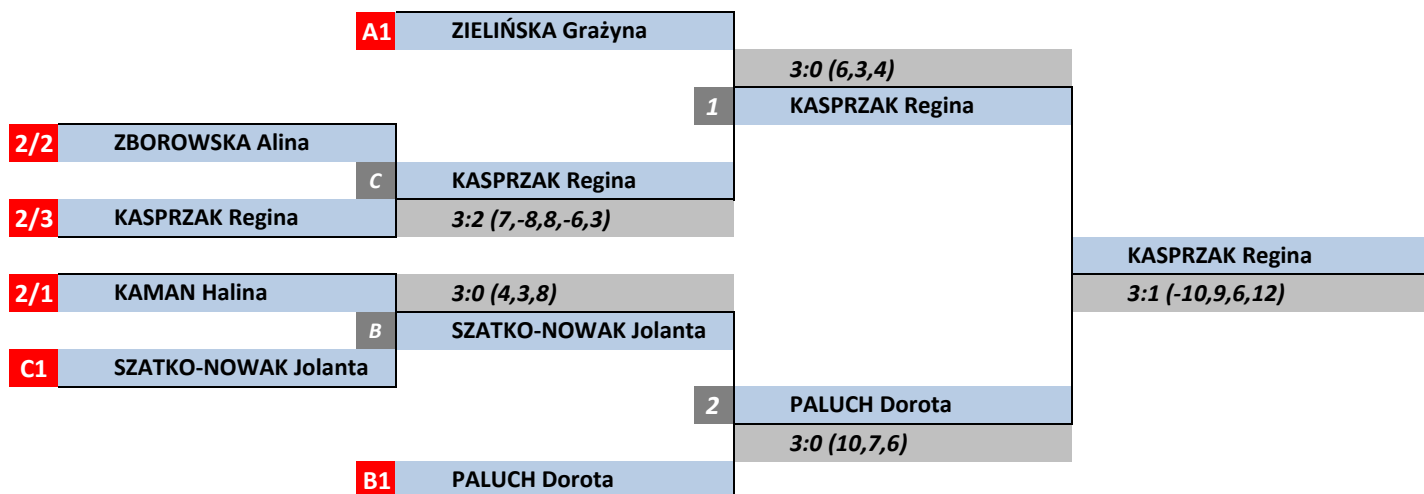 A1 ZIELIŃSKA Grażyna
3:0 (6,3,4)
1 KASPRZAK Regina
2/2 ZBOROWSKA Alina
C KASPRZAK Regina
2/3 KASPRZAK Regina 3:2 (7,-8,8,-6,3)
KASPRZAK Regina
2/1 KAMAN Halina 3:0 (4,3,8) 3:1 (-10,9,6,12)
B SZATKO-NOWAK Jolanta
C1 SZATKO-NOWAK Jolanta
2 PALUCH Dorota
3:0 (10,7,6)
B1 PALUCH Dorota